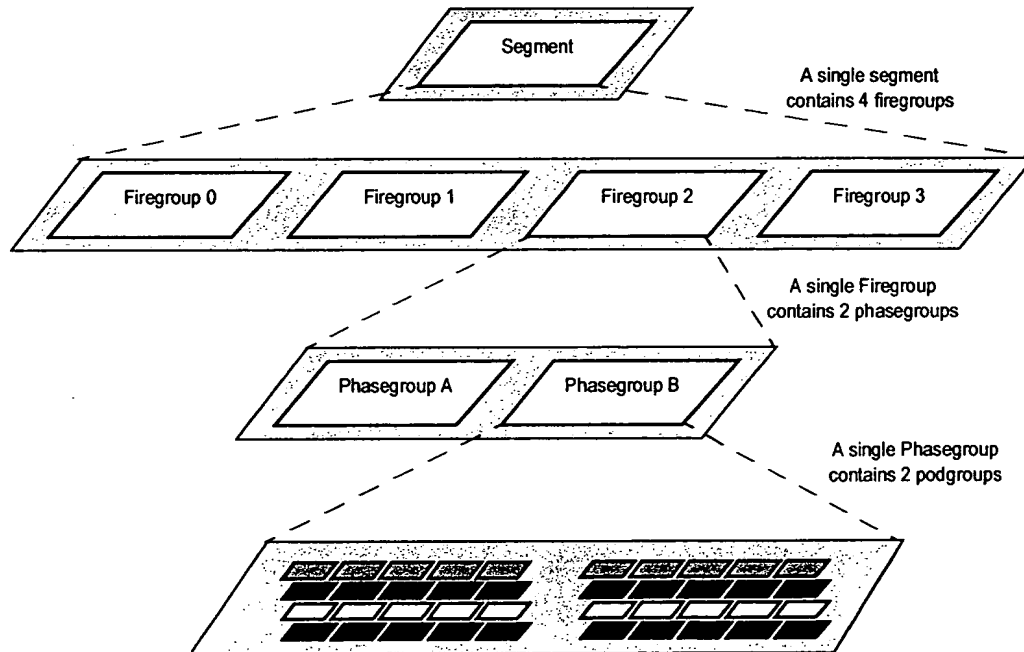 Segment
A single segment
contains 4 firegroups
Firegroup 0
Firegroup 1
Firegroup 2
Firegroup 3
A single Firegroup
contains 2 phasegroups
Phasegroup A
Phasegroup B
A single Phasegroup
contains 2 podgroups